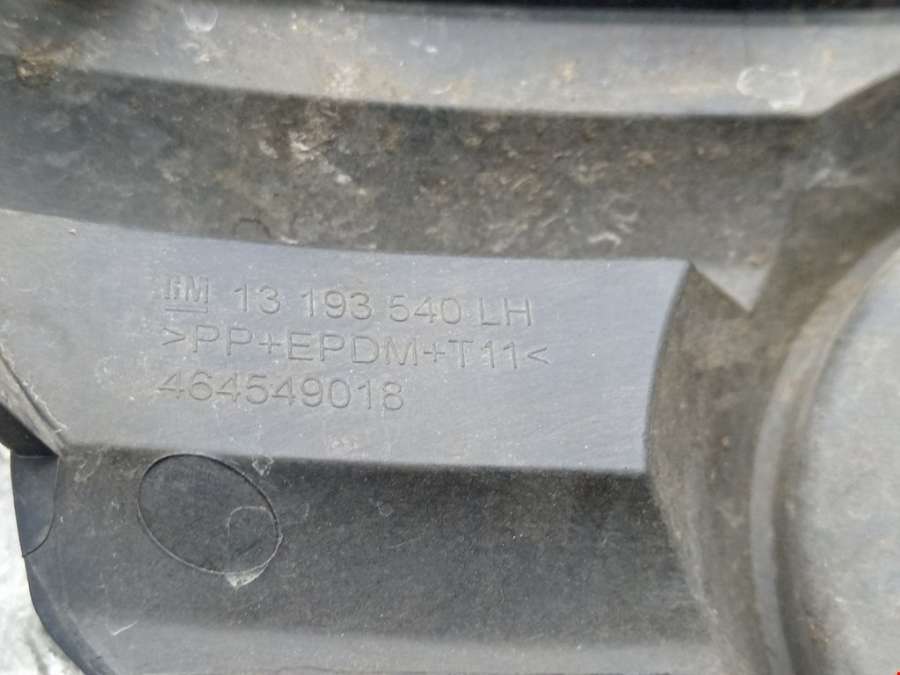 GM 13 193 540 LH
>PP+EPDM+T11<
464549018